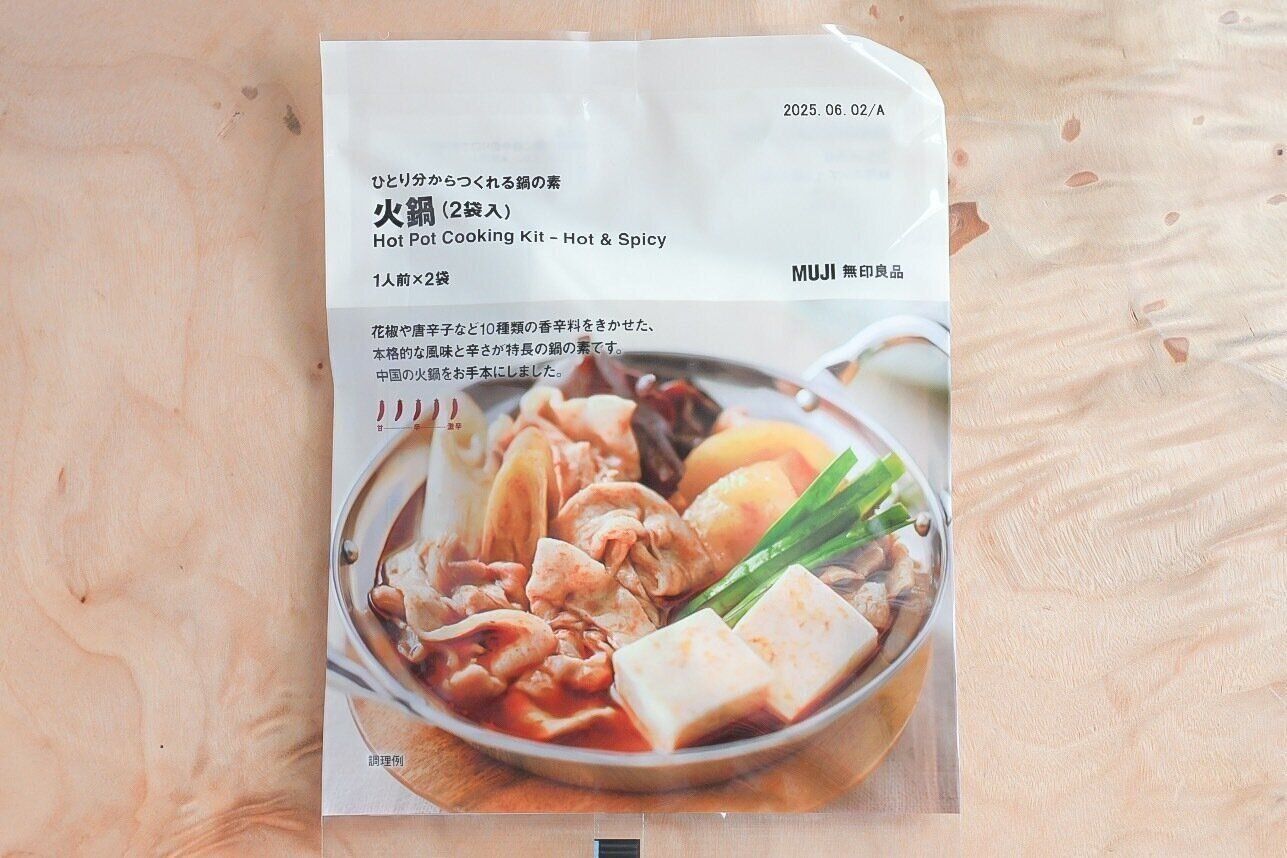 2025.06.02/A
ひとり分からつくれる鍋の素
火鍋(2袋入)
Hot Pot Cooking Kit - Hot & Spicy
1人前×2袋
MUJI 無印良品
花椒や唐辛子など10種類の香辛料をきかせた、
本格的な風味と辛さが特長の鍋の素です。
中国の火鍋をお手本にしました。
甘 辛 激辛
調理例